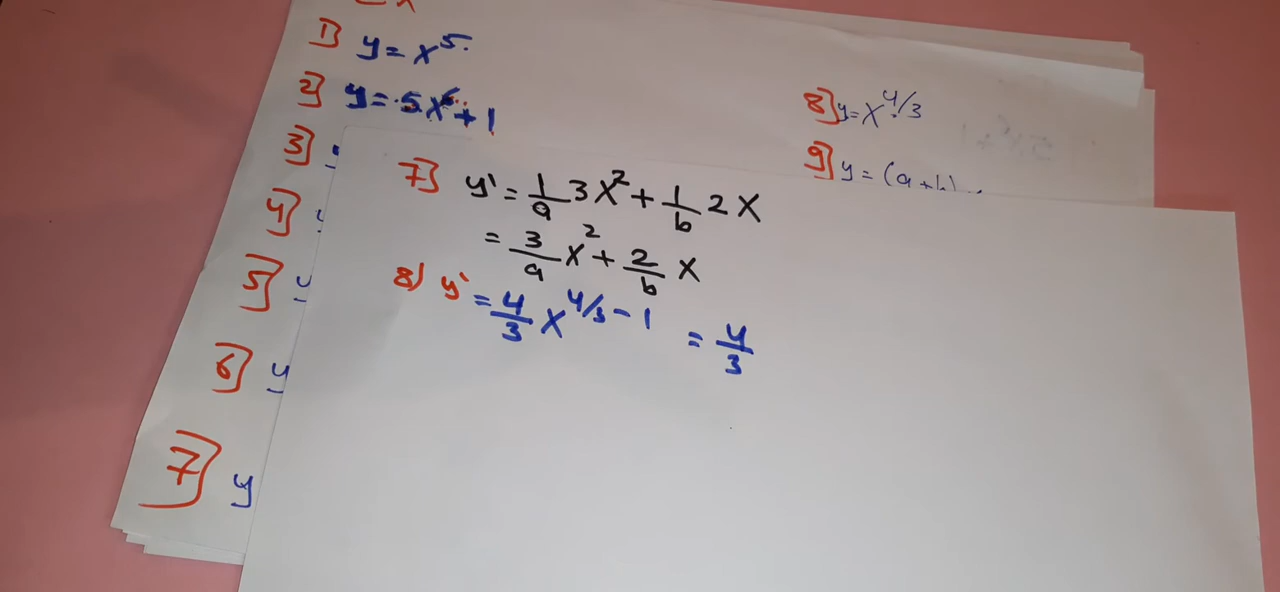 1) y = x^5.
2) y = 5x^6 + 1
3)
4) y
5) y
6) y
7) y
8) y = x^4/3
9) y = (a+b)
7) y' = 1/a 3x^2 + 1/b 2x
= 3/a x^2 + 2/b x
8) y' = 4/3 x^4/3 - 1 = 4/3